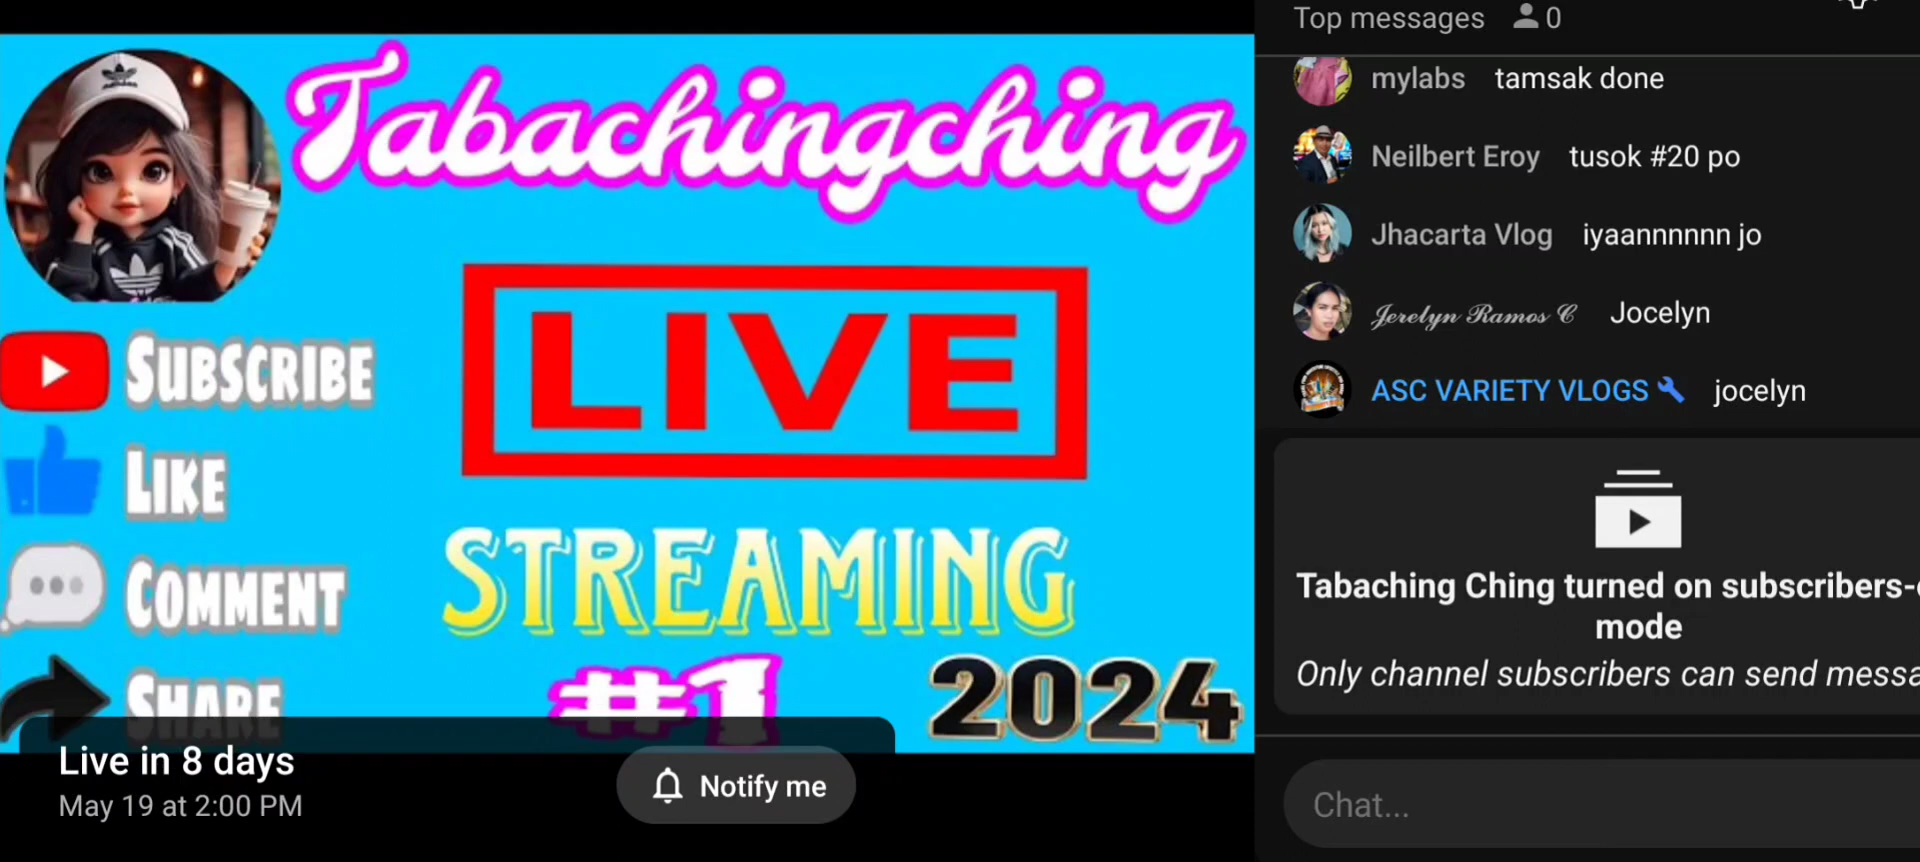 Tabachingching
LIVE
STREAMING
#1
2024
SUBSCRIBE
LIKE
COMMENT
SHARE
Live in 8 days
May 19 at 2:00 PM
Notify me
Top messages 0
mylabs tamsak done
Neilbert Eroy tusok #20 po
Jhacarta Vlog iyaannnnnn jo
Jerelyn Ramos C Jocelyn
ASC VARIETY VLOGS jocelyn
Tabaching Ching turned on subscribers-
mode
Only channel subscribers can send messa
Chat...